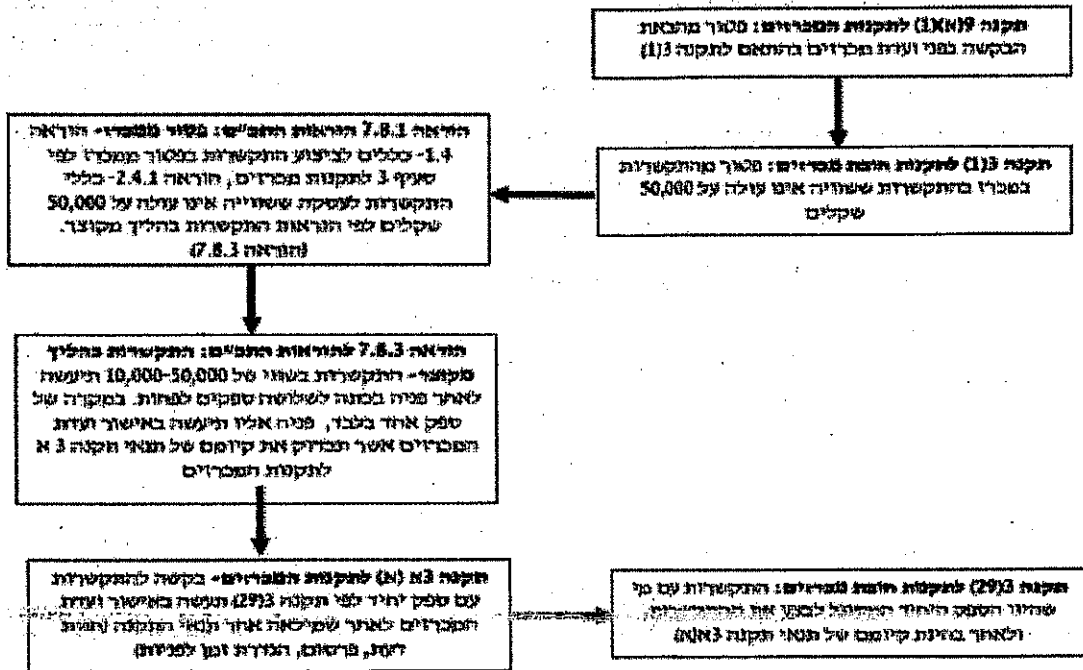 תקנה 9(א)(1) לתקנות המכרזים: פטור מהבאת
הבקשה בפני ועדת מכרזים בהתאם לתקנה 3(1)
תקנה 3(1) לתקנות חובת מכרזים: פטור מהתקשרות
במכרז בהתקשרות ששוויה אינו עולה על 50,000
שקלים
הוראה 7.8.1 הוראות התכ"ם: פטור ממכרז- הוראה
1.4- כללים לביצוע התקשרות בפטור ממכרז לפי
סעיף 3 לתקנות מכרזים, הוראה 2.4.1- כללי
התקשרות לעסקה ששווייה אינו עולה על 50,000
שקלים לפי הוראות התקשרות בהליך מקוצר.
(הוראה 7.8.3)
הוראה 7.8.3 להוראות התכ"ם: התקשרות בהליך
מקוצר- התקשרות בשווי של 10,000-50,000 תיעשה
לאחר פניה בכתב לשלושה ספקים לפחות. במקרה של
ספק אחד בלבד, פניה אליו תיעשה באישור ועדת
המכרזים אשר תבדוק את קיומם של תנאי תקנה 3 א
לתקנות המכרזים
תקנה 3א (א) לתקנות המכרזים- בקשה להתקשרות
עם ספק יחיד לפי תקנה 3(29) תעשה באישור ועדת
המכרזים לאחר שמילאה אחר תנאי התקנה (חוות
דעת, פרסום, הגדרת זמן לפניות)
תקנה 3(29) לתקנות חובת מכרזים: התקשרות עם מי
שהינו הספק היחיד המסוגל לבצע את ההתקשרות
ולאחר בחינת קיומם של תנאי תקנה 3א(א)